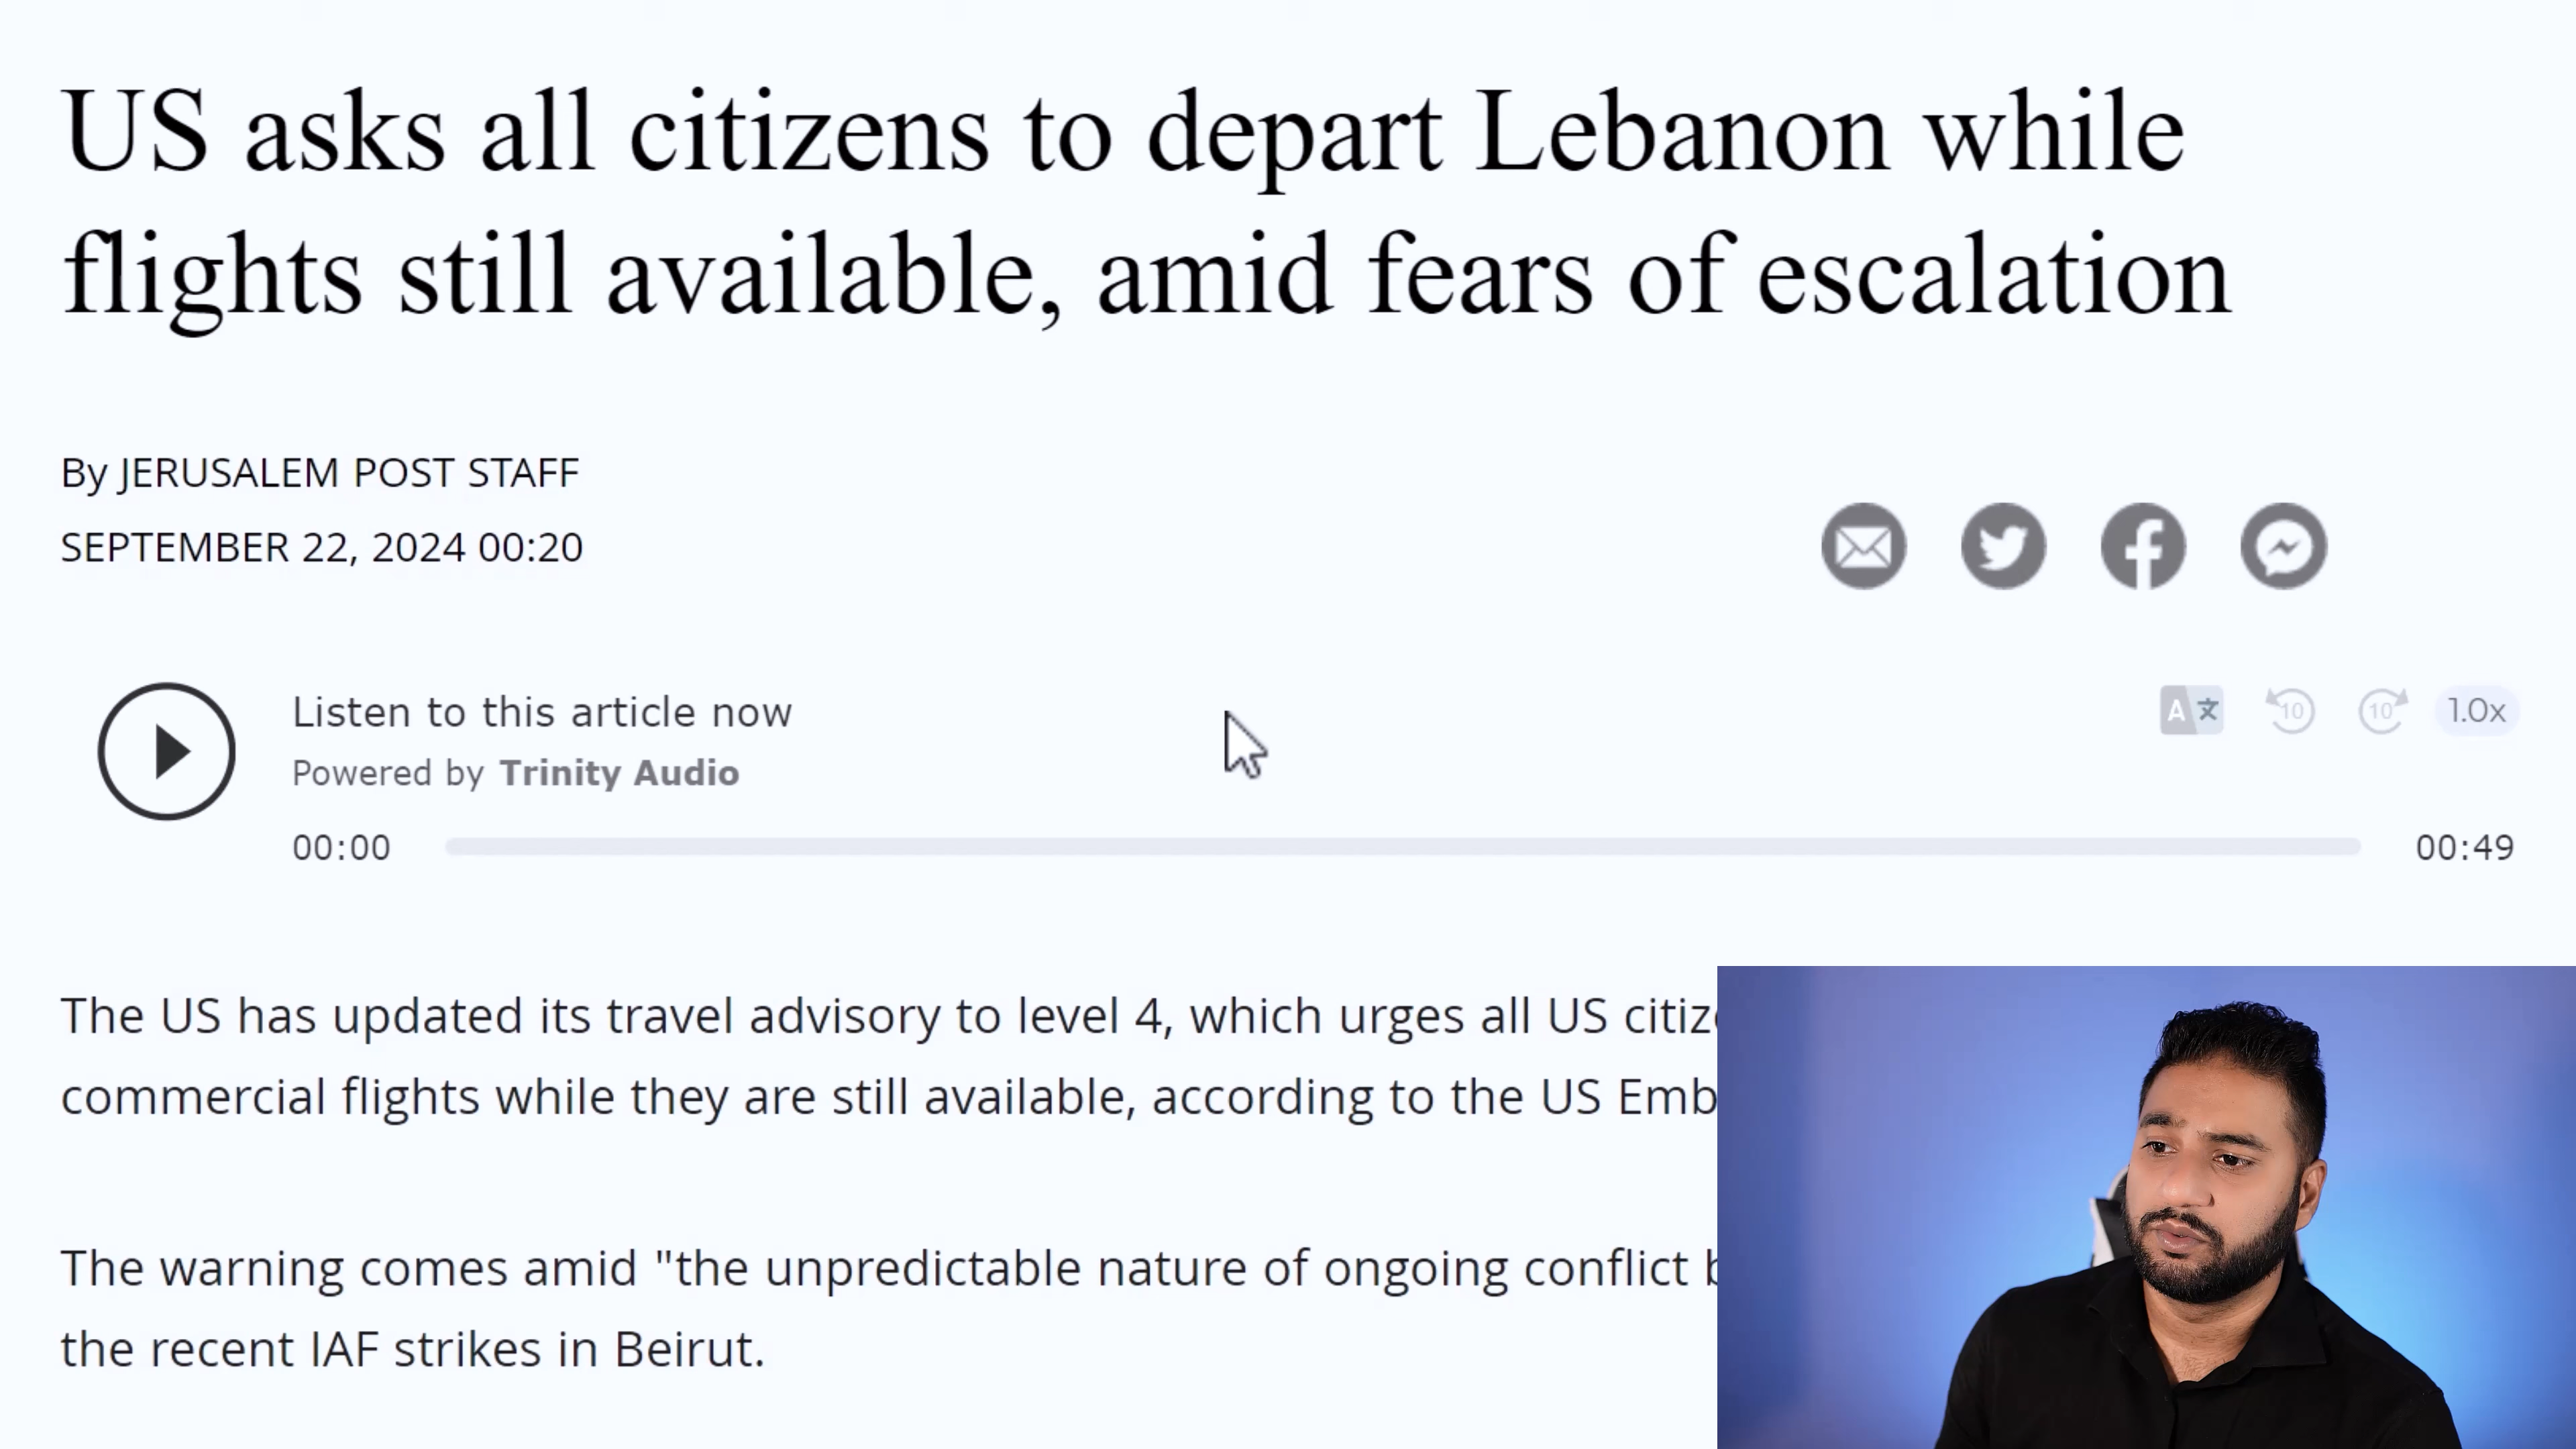 US asks all citizens to depart Lebanon while
flights still available, amid fears of escalation
By JERUSALEM POST STAFF
SEPTEMBER 22, 2024 00:20
Listen to this article now
Powered by Trinity Audio
A 文 10 10 1.0x
00:00 00:49
The US has updated its travel advisory to level 4, which urges all US
commercial flights while they are still available, according to the US
The warning comes amid "the unpredictable nature of ongoing conflict
the recent IAF strikes in Beirut.